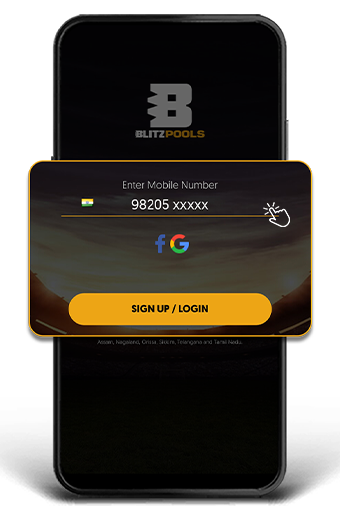 B
BLITZPOOLS
Enter Mobile Number
98205 xxxxx
f G
SIGN UP / LOGIN
Assam, Nagaland, Orissa, Sikkim, Telangana and Tamil Nadu.